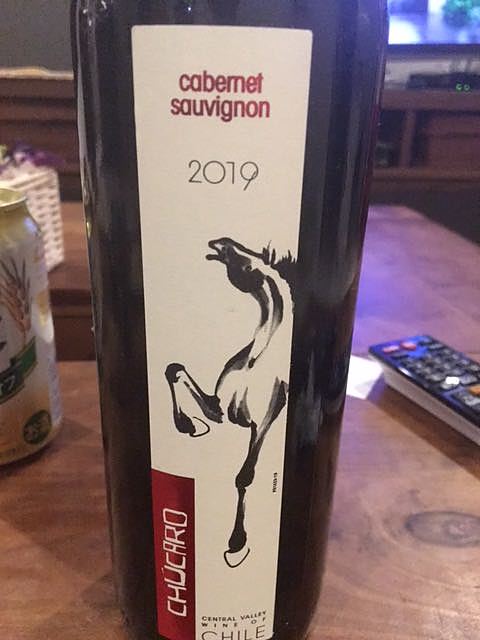 cabernet
sauvignon
2019
CHÚCARO
CENTRAL VALLEY
WINE OF
CHILE